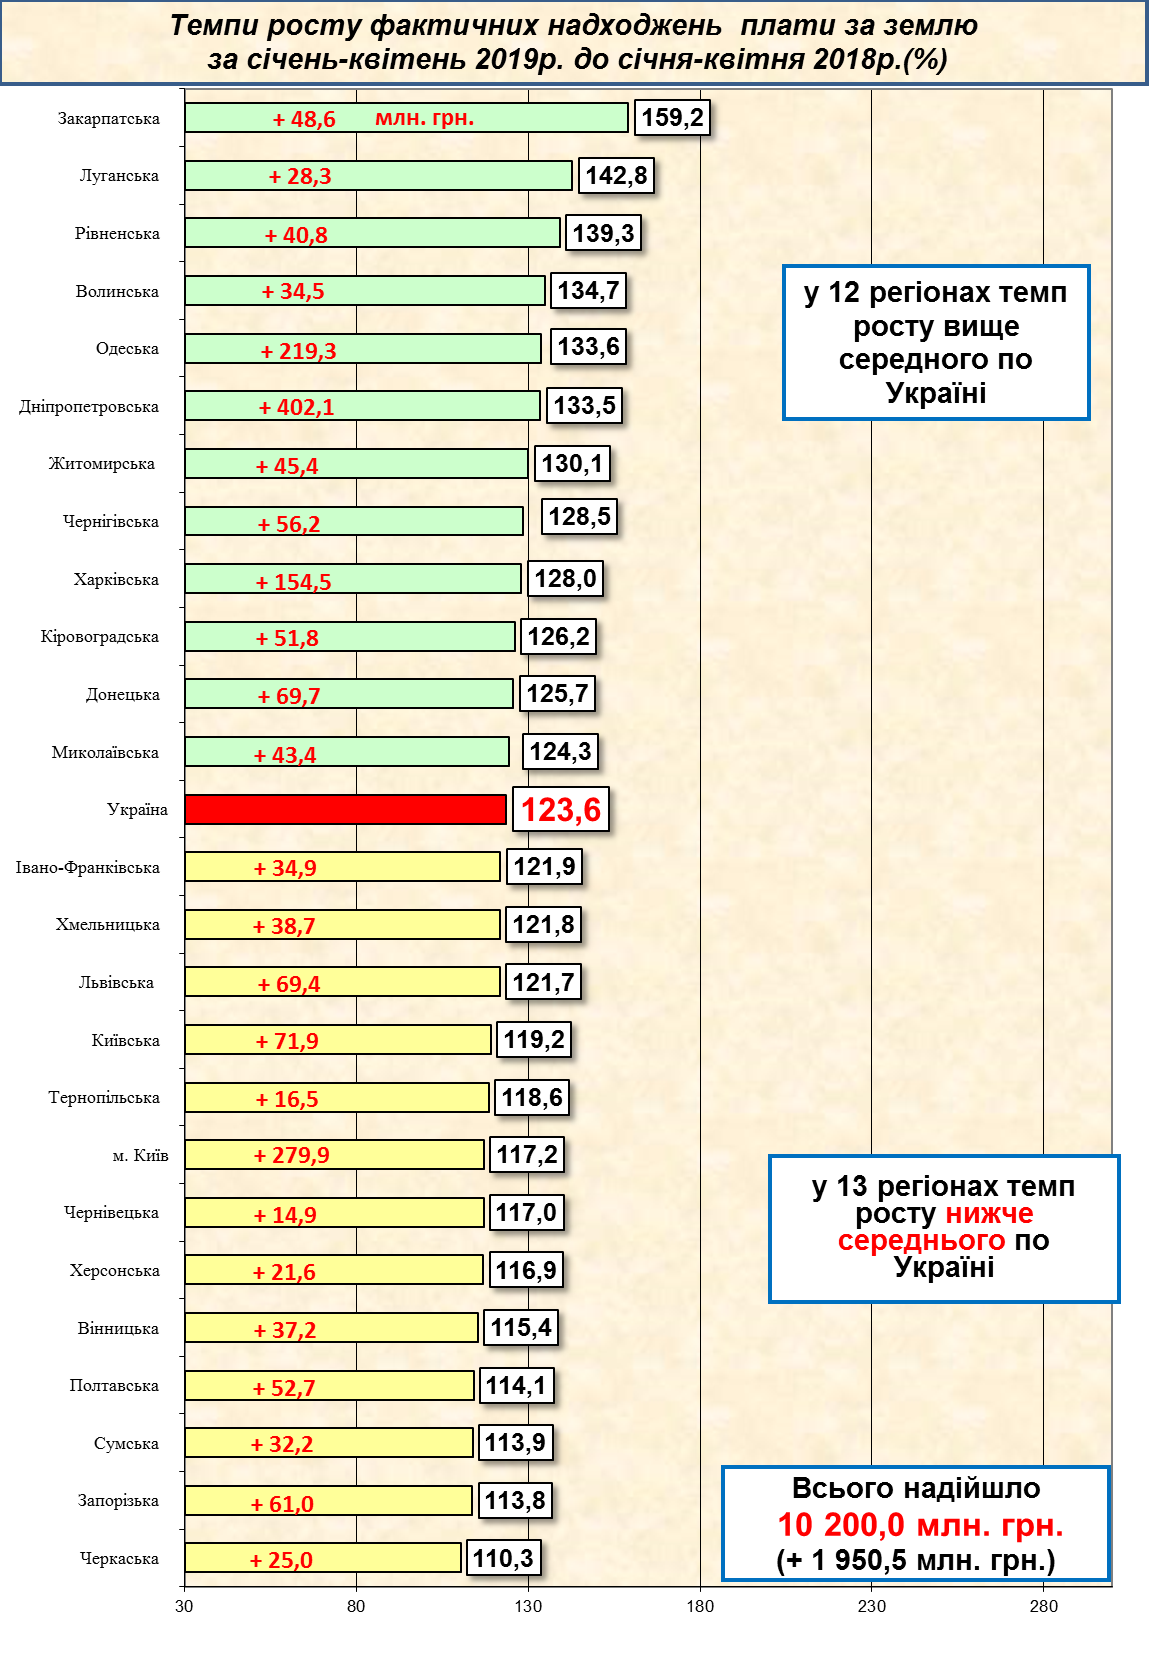 Темпи росту фактичних надходжень плати за землю
за січень-квітень 2019р. до січня-квітня 2018р.(%)
Закарпатська + 48,6 млн. грн. 159,2
Луганська + 28,3 142,8
Рівненська + 40,8 139,3
Волинська + 34,5 134,7
Одеська + 219,3 133,6
Дніпропетровська + 402,1 133,5
Житомирська + 45,4 130,1
Чернігівська + 56,2 128,5
Харківська + 154,5 128,0
Кіровоградська + 51,8 126,2
Донецька + 69,7 125,7
Миколаївська + 43,4 124,3
Україна 123,6
Івано-Франківська + 34,9 121,9
Хмельницька + 38,7 121,8
Львівська + 69,4 121,7
Київська + 71,9 119,2
Тернопільська + 16,5 118,6
м. Київ + 279,9 117,2
Чернівецька + 14,9 117,0
Херсонська + 21,6 116,9
Вінницька + 37,2 115,4
Полтавська + 52,7 114,1
Сумська + 32,2 113,9
Запорізька + 61,0 113,8
Черкаська + 25,0 110,3
30 80 130 180 230 280
у 12 регіонах темп
росту вище
середного по
Україні
у 13 регіонах темп
росту нижче
середнього по
Україні
Всього надійшло
10 200,0 млн. грн.
(+ 1 950,5 млн. грн.)